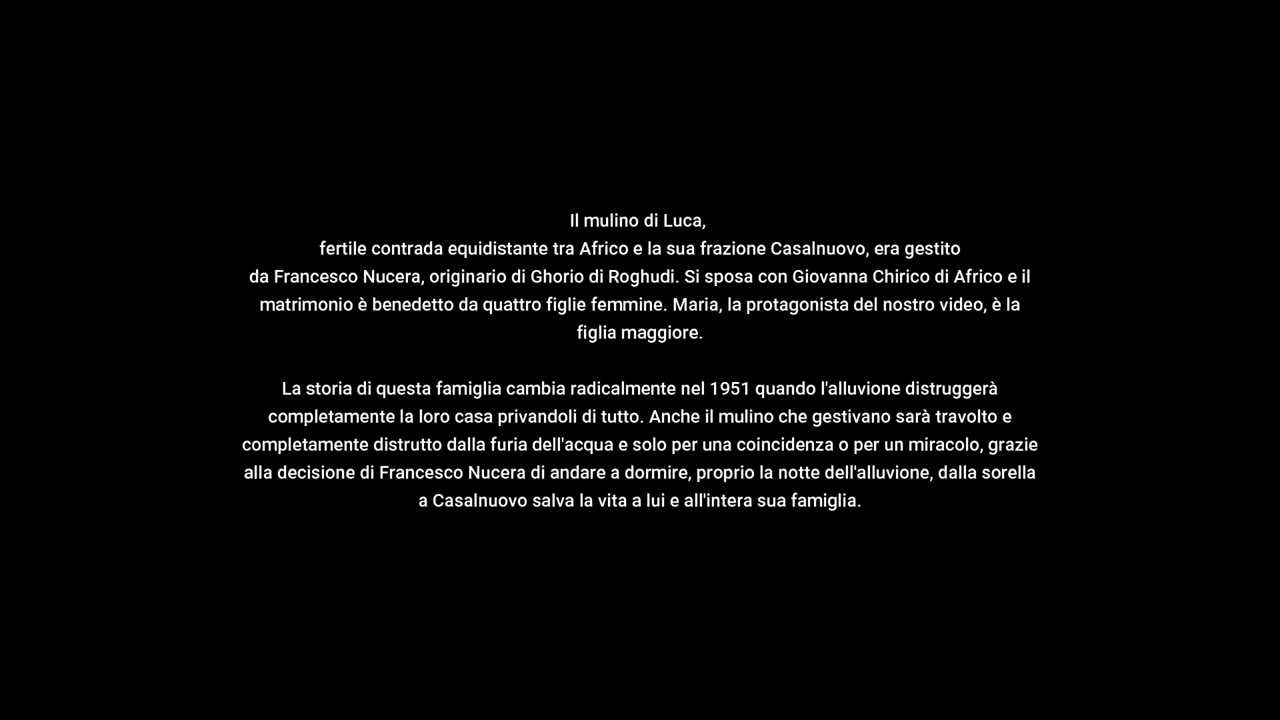 Il mulino di Luca,
fertile contrada equidistante tra Africo e la sua frazione Casalnuovo, era gestito
da Francesco Nucera, originario di Ghorio di Roghudi. Si sposa con Giovanna Chirico di Africo e il
matrimonio è benedetto da quattro figlie femmine. Maria, la protagonista del nostro video, è la
figlia maggiore.
La storia di questa famiglia cambia radicalmente nel 1951 quando l'alluvione distruggerà
completamente la loro casa privandoli di tutto. Anche il mulino che gestivano sarà travolto e
completamente distrutto dalla furia dell'acqua e solo per una coincidenza o per un miracolo, grazie
alla decisione di Francesco Nucera di andare a dormire, proprio la notte dell'alluvione, dalla sorella
a Casalnuovo salva la vita a lui e all'intera sua famiglia.